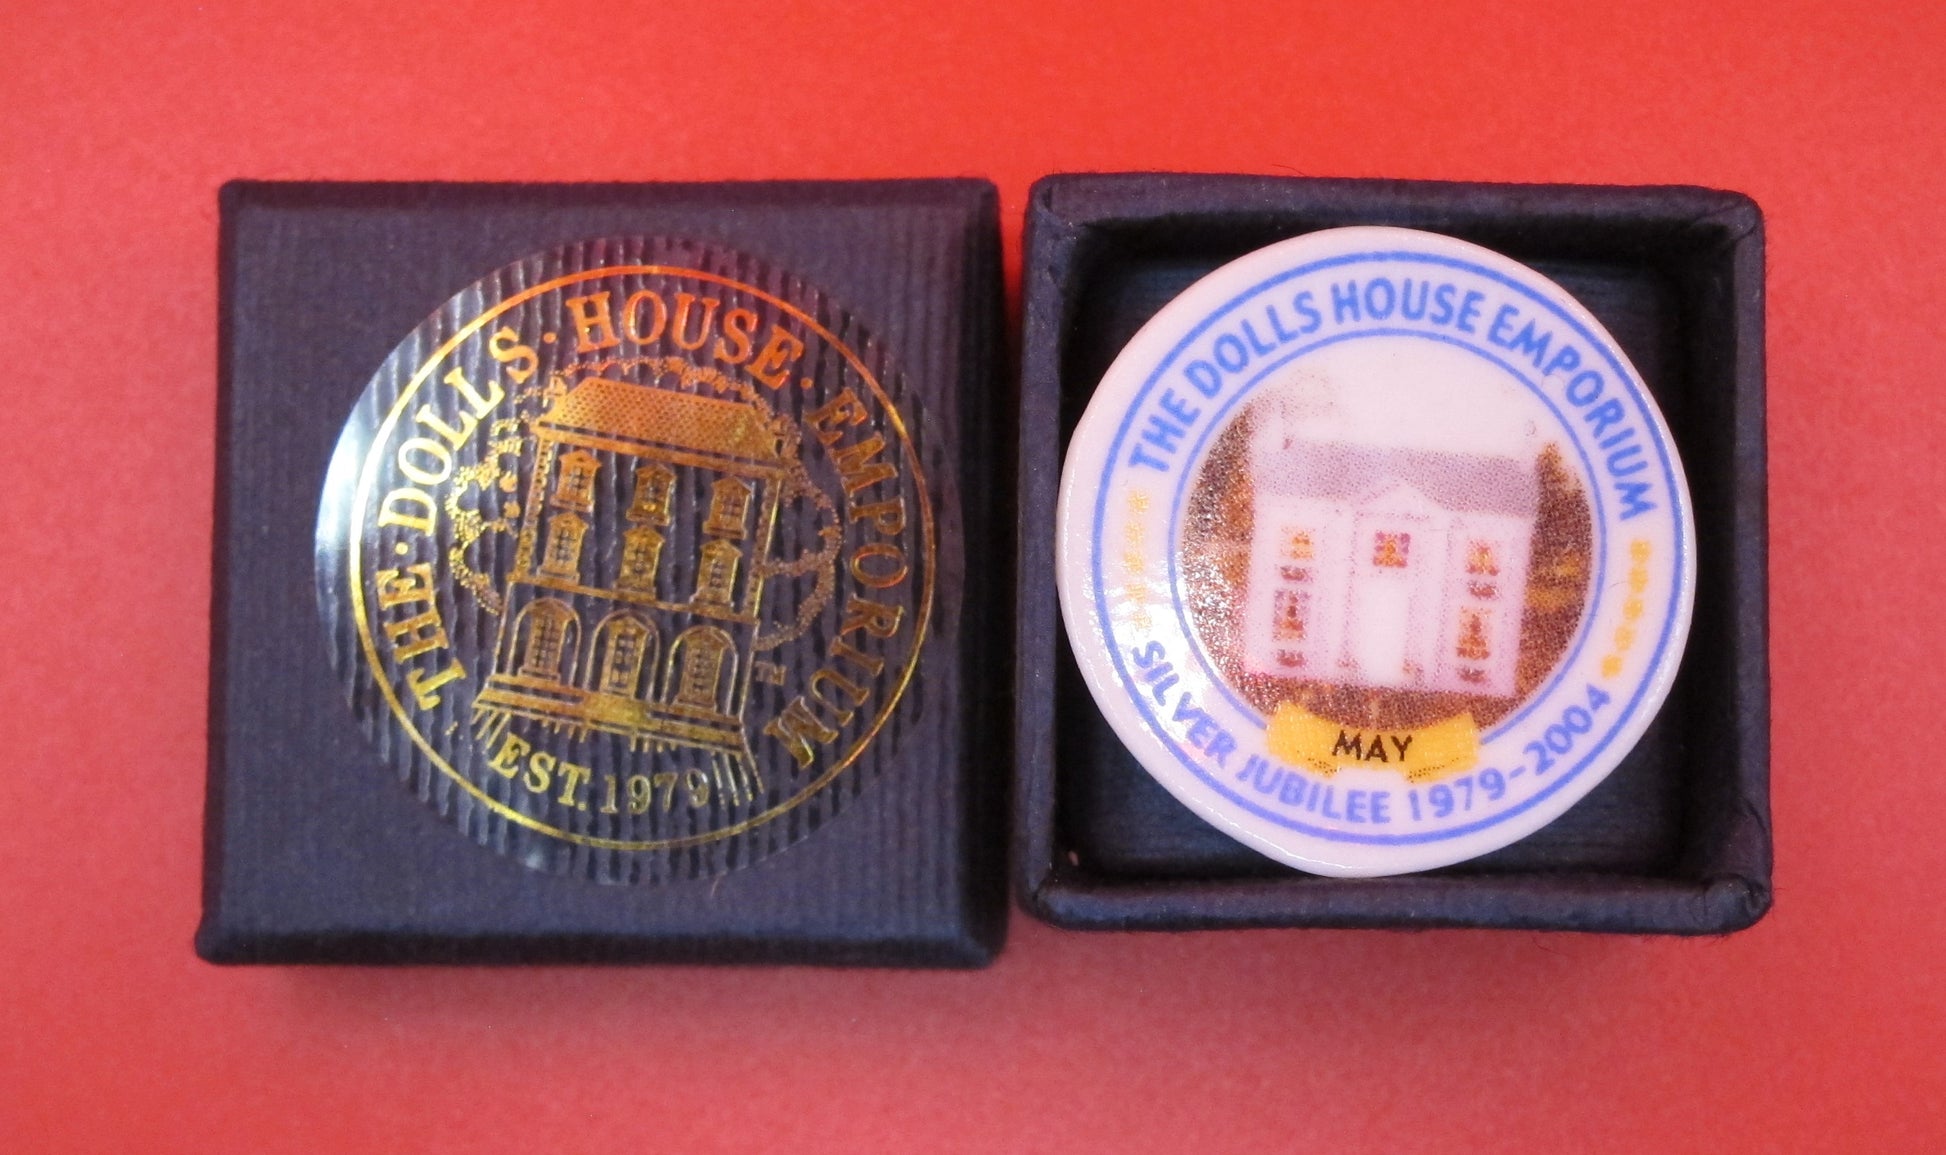 THE · DOLLS · HOUSE · EMPORIUM
EST. 1979
THE DOLLS HOUSE EMPORIUM
MAY
SILVER JUBILEE 1979-2004